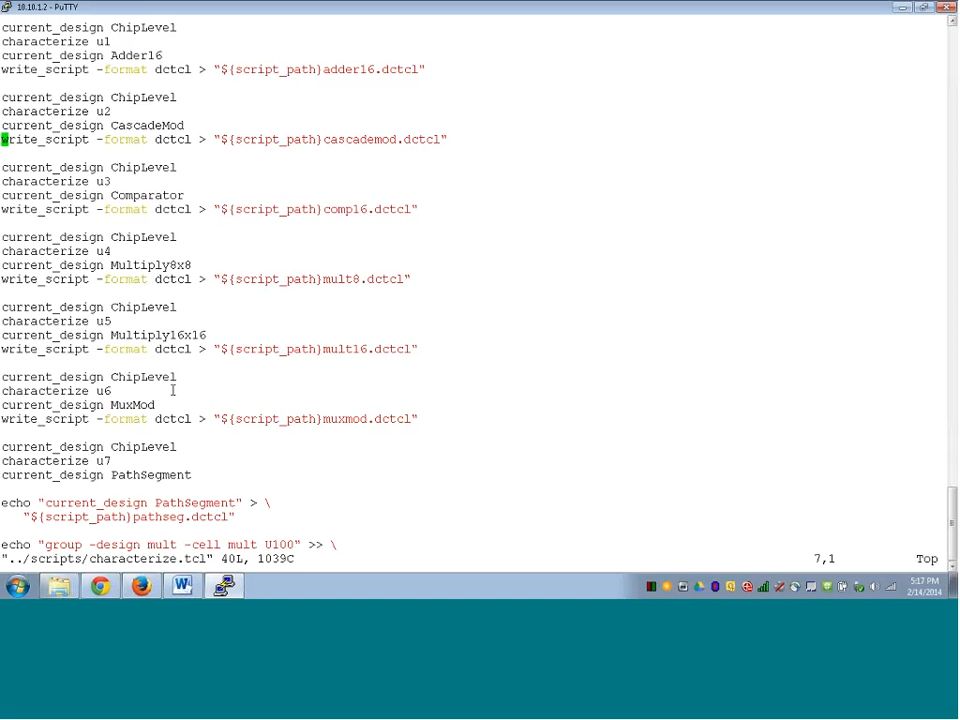 10.10.1.2 - PuTTY
current_design ChipLevel
characterize u1
current_design Adder16
write_script -format dctcl > "${script_path}adder16.dctcl"
current_design ChipLevel
characterize u2
current_design CascadeMod
write_script -format dctcl > "${script_path}cascademod.dctcl"
current_design ChipLevel
characterize u3
current_design Comparator
write_script -format dctcl > "${script_path}comp16.dctcl"
current_design ChipLevel
characterize u4
current_design Multiply8x8
write_script -format dctcl > "${script_path}mult8.dctcl"
current_design ChipLevel
characterize u5
current_design Multiply16x16
write_script -format dctcl > "${script_path}mult16.dctcl"
current_design ChipLevel
characterize u6
current_design MuxMod
write_script -format dctcl > "${script_path}muxmod.dctcl"
current_design ChipLevel
characterize u7
current_design PathSegment
echo "current_design PathSegment" > \
"${script_path}pathseg.dctcl"
echo "group -design mult -cell mult U100" >> \
"../scripts/characterize.tcl" 40L, 1039C 7,1 Top
5:17 PM
2/14/2014